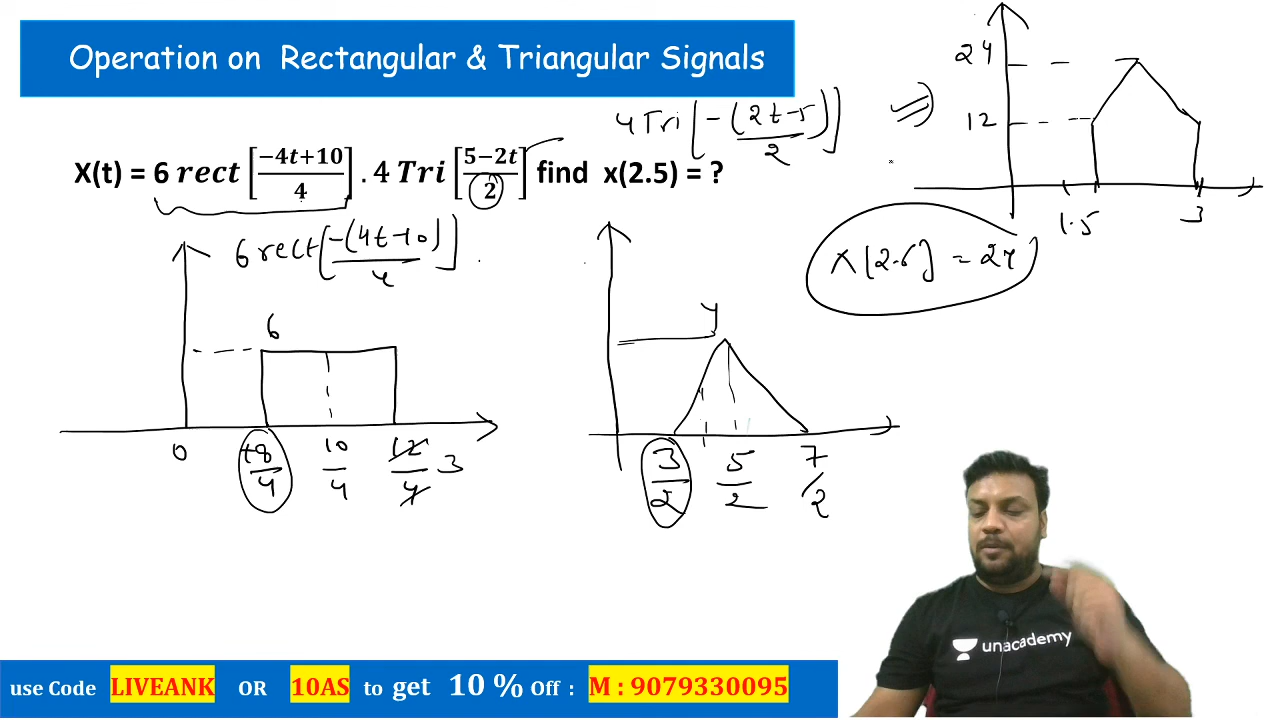 Operation on Rectangular & Triangular Signals
X(t) = 6 rect [(-4t+10)/4] . 4 Tri [(5-2t)/2] find x(2.5) = ?
4 Tri [-(2t-5)/2] ⇒
6 rect [-(4t-10)/4]
24
12
1.5
3
X[2.5] = 24
6
0
+8/4
10/4
12/4 3
4
3/2
5/2
7/2
unacademy
use Code LIVEANK OR 10AS to get 10 % Off : M : 9079330095